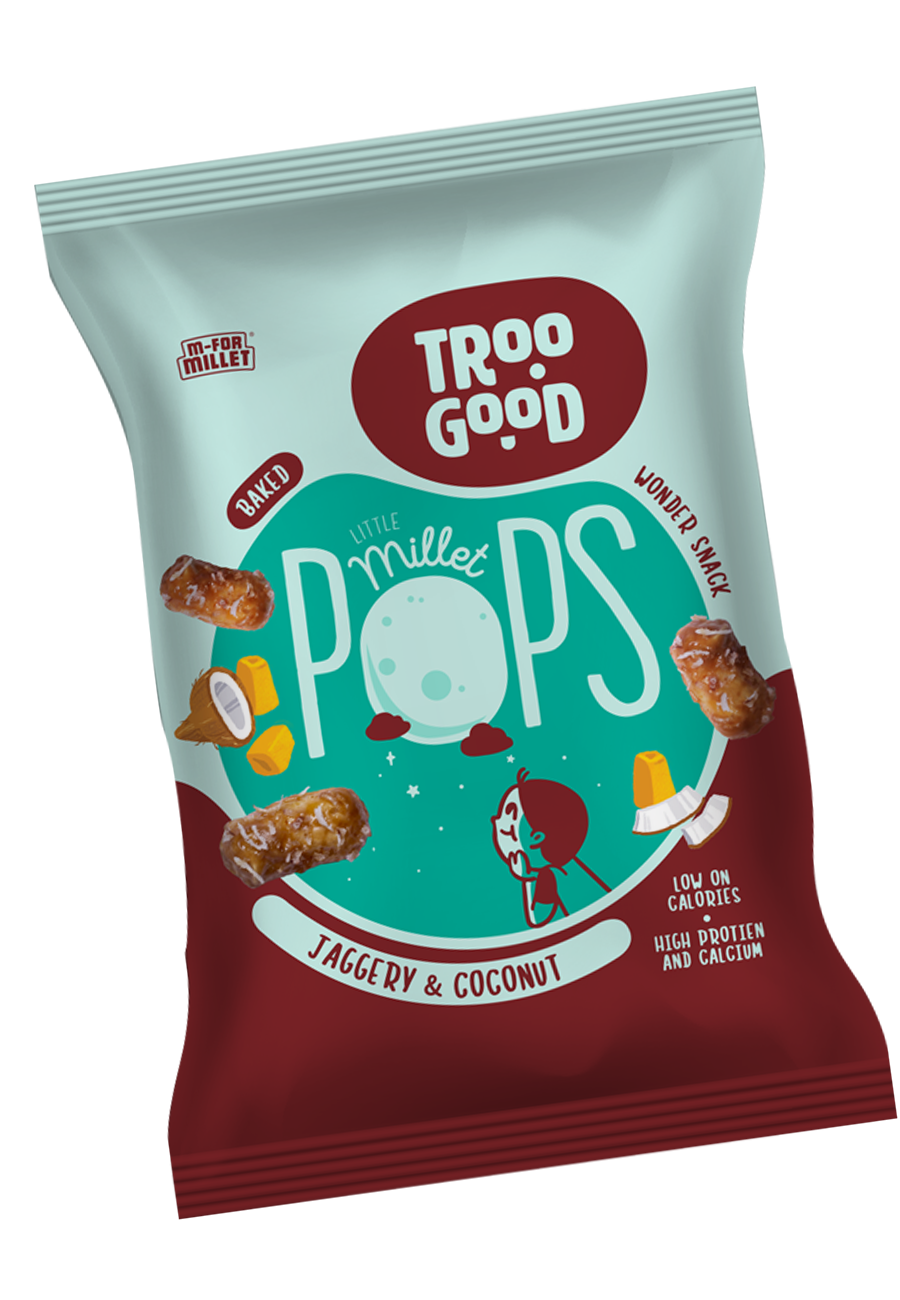 M-FOR
MILLET®
TROO
GOOD
BAKED
WONDER SNACK
LITTLE
Millet
POPS
LOW ON
CALORIES
•
HIGH PROTIEN
AND CALCIUM
JAGGERY & COCONUT